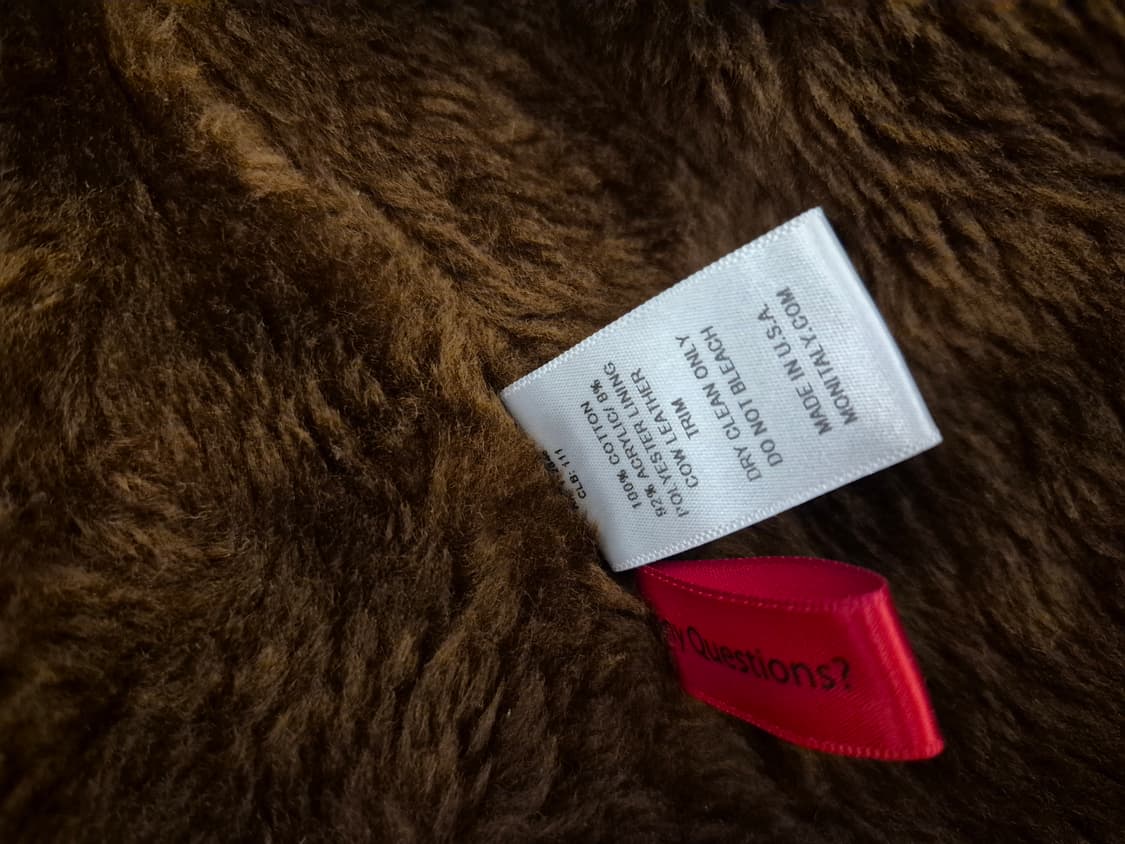 CLB: 111
100% COTTON
92% ACRYLIC/ 8%
POLYESTER LINING
COW LEATHER
TRIM
DRY CLEAN ONLY
DO NOT BLEACH
MADE IN U.S.A.
MONITALY.COM
Questions?